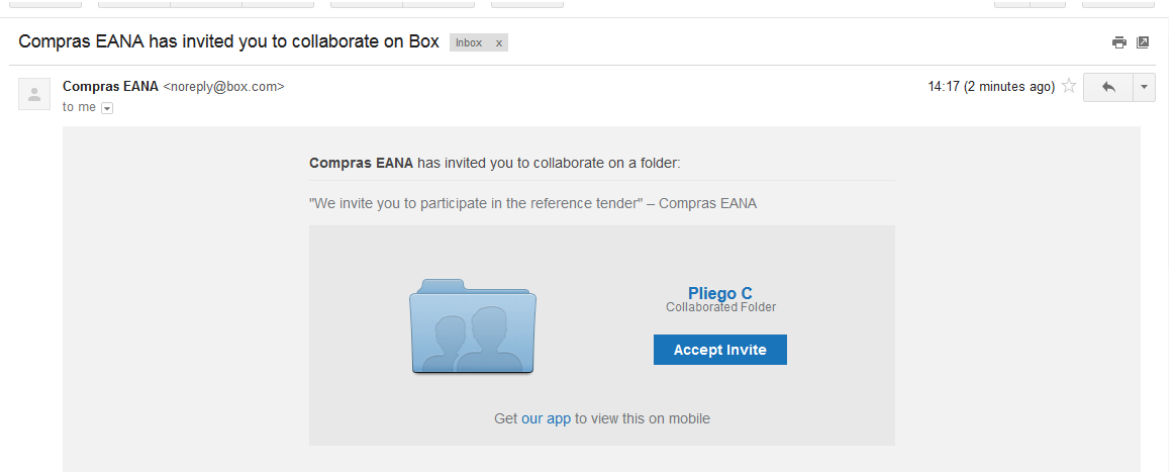 Compras EANA has invited you to collaborate on Box Inbox x
Compras EANA <noreply@box.com> 14:17 (2 minutes ago)
to me
Compras EANA has invited you to collaborate on a folder:
"We invite you to participate in the reference tender" – Compras EANA
Pliego C
Collaborated Folder
Accept Invite
Get our app to view this on mobile